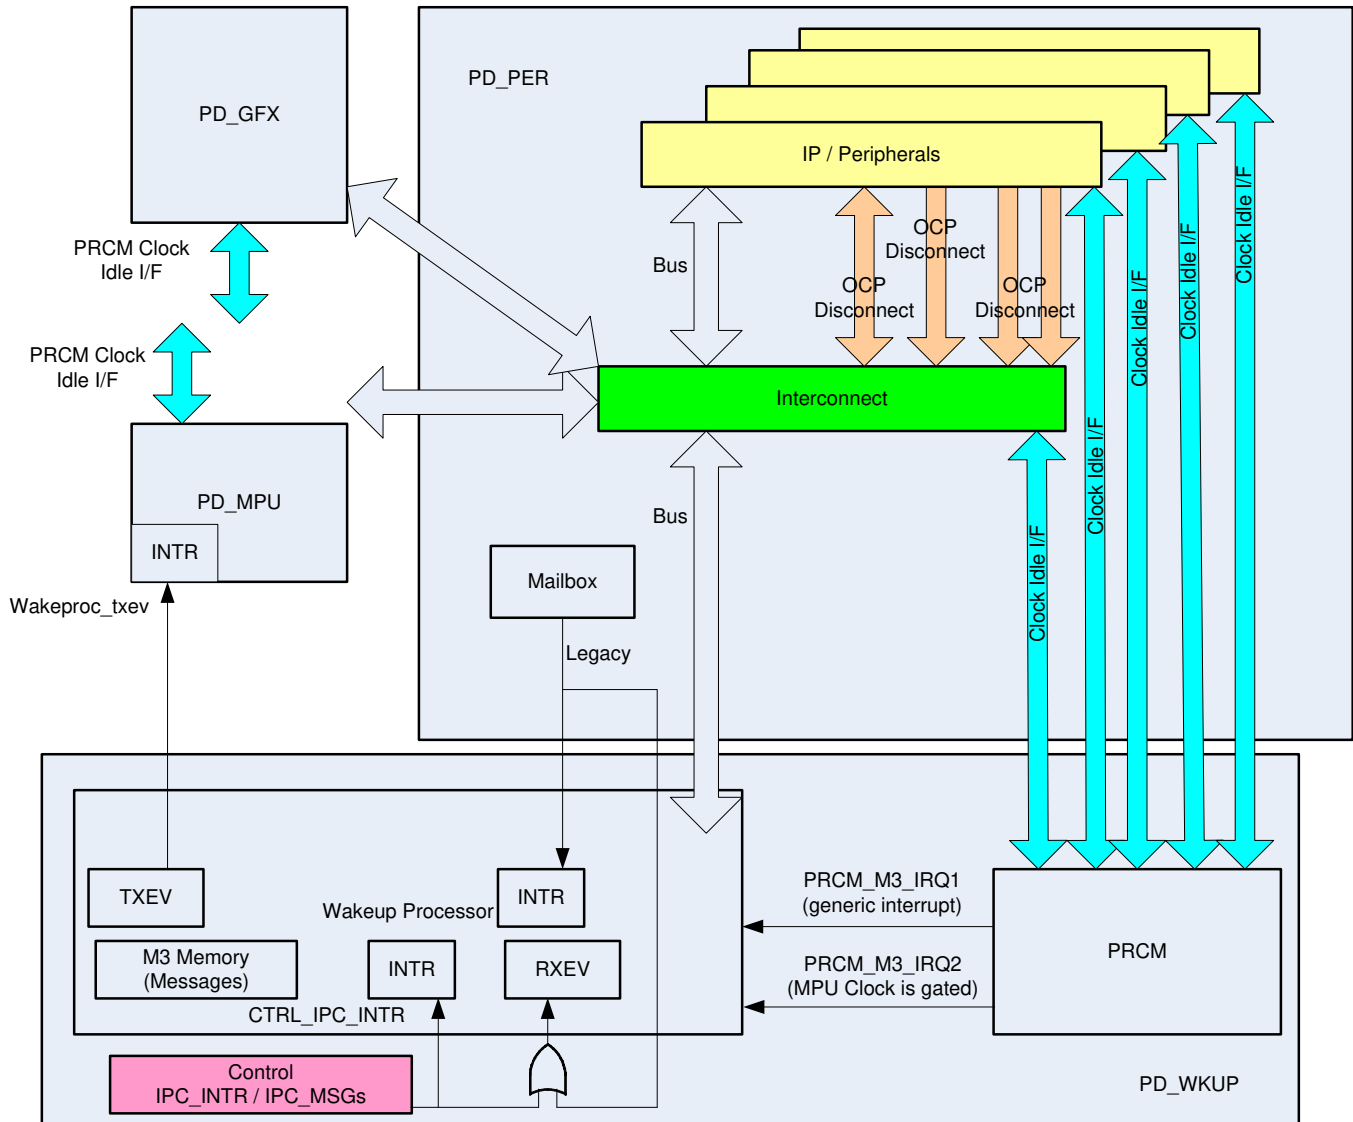 PD_GFX
PD_PER
IP / Peripherals
PRCM Clock
Idle I/F
PRCM Clock
Idle I/F
Bus
OCP
Disconnect
OCP
Disconnect
OCP
Disconnect
Clock Idle I/F
Clock Idle I/F
Clock Idle I/F
Clock Idle I/F
Clock Idle I/F
Interconnect
PD_MPU
INTR
Wakeproc_txev
Bus
Mailbox
Legacy
TXEV
Wakeup Processor
INTR
M3 Memory
(Messages)
INTR
RXEV
CTRL_IPC_INTR
PRCM_M3_IRQ1
(generic interrupt)
PRCM_M3_IRQ2
(MPU Clock is gated)
PRCM
Control
IPC_INTR / IPC_MSGs
PD_WKUP